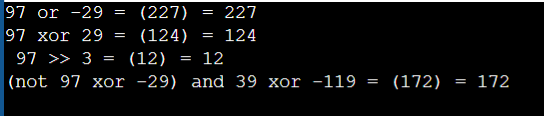 97 or -29 = (227) = 227
97 xor 29 = (124) = 124
97 >> 3 = (12) = 12
(not 97 xor -29) and 39 xor -119 = (172) = 172